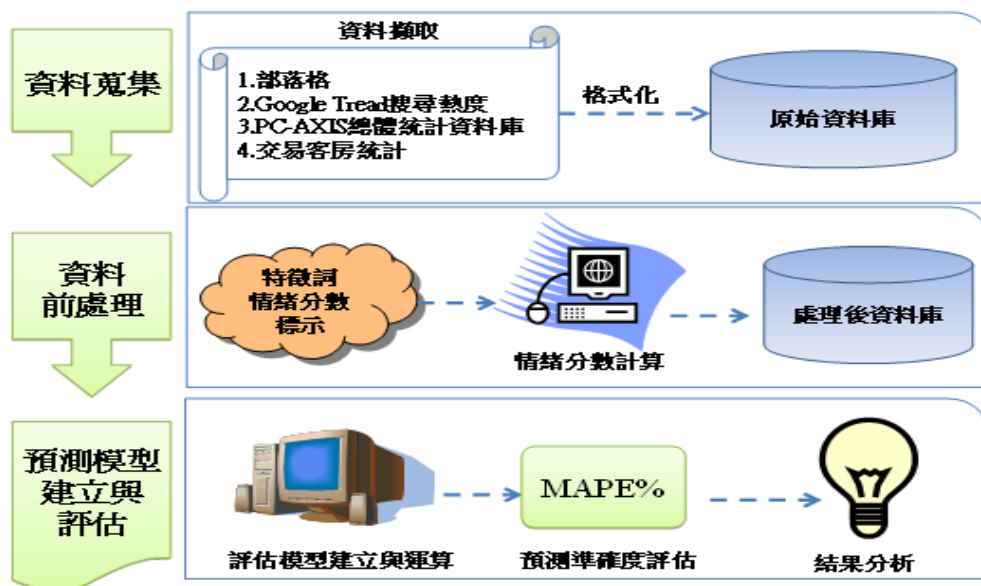 資料蒐集
資料擷取
1.部落格
2.Google Tread搜尋熱度
3.PC-AXIS總體統計資料庫
4.交易客房統計
格式化
原始資料庫
資料
前處理
特徵詞
情緒分數
標示
情緒分數計算
處理後資料庫
預測模型
建立與
評估
評估模型建立與運算
MAPE%
預測準確度評估
結果分析